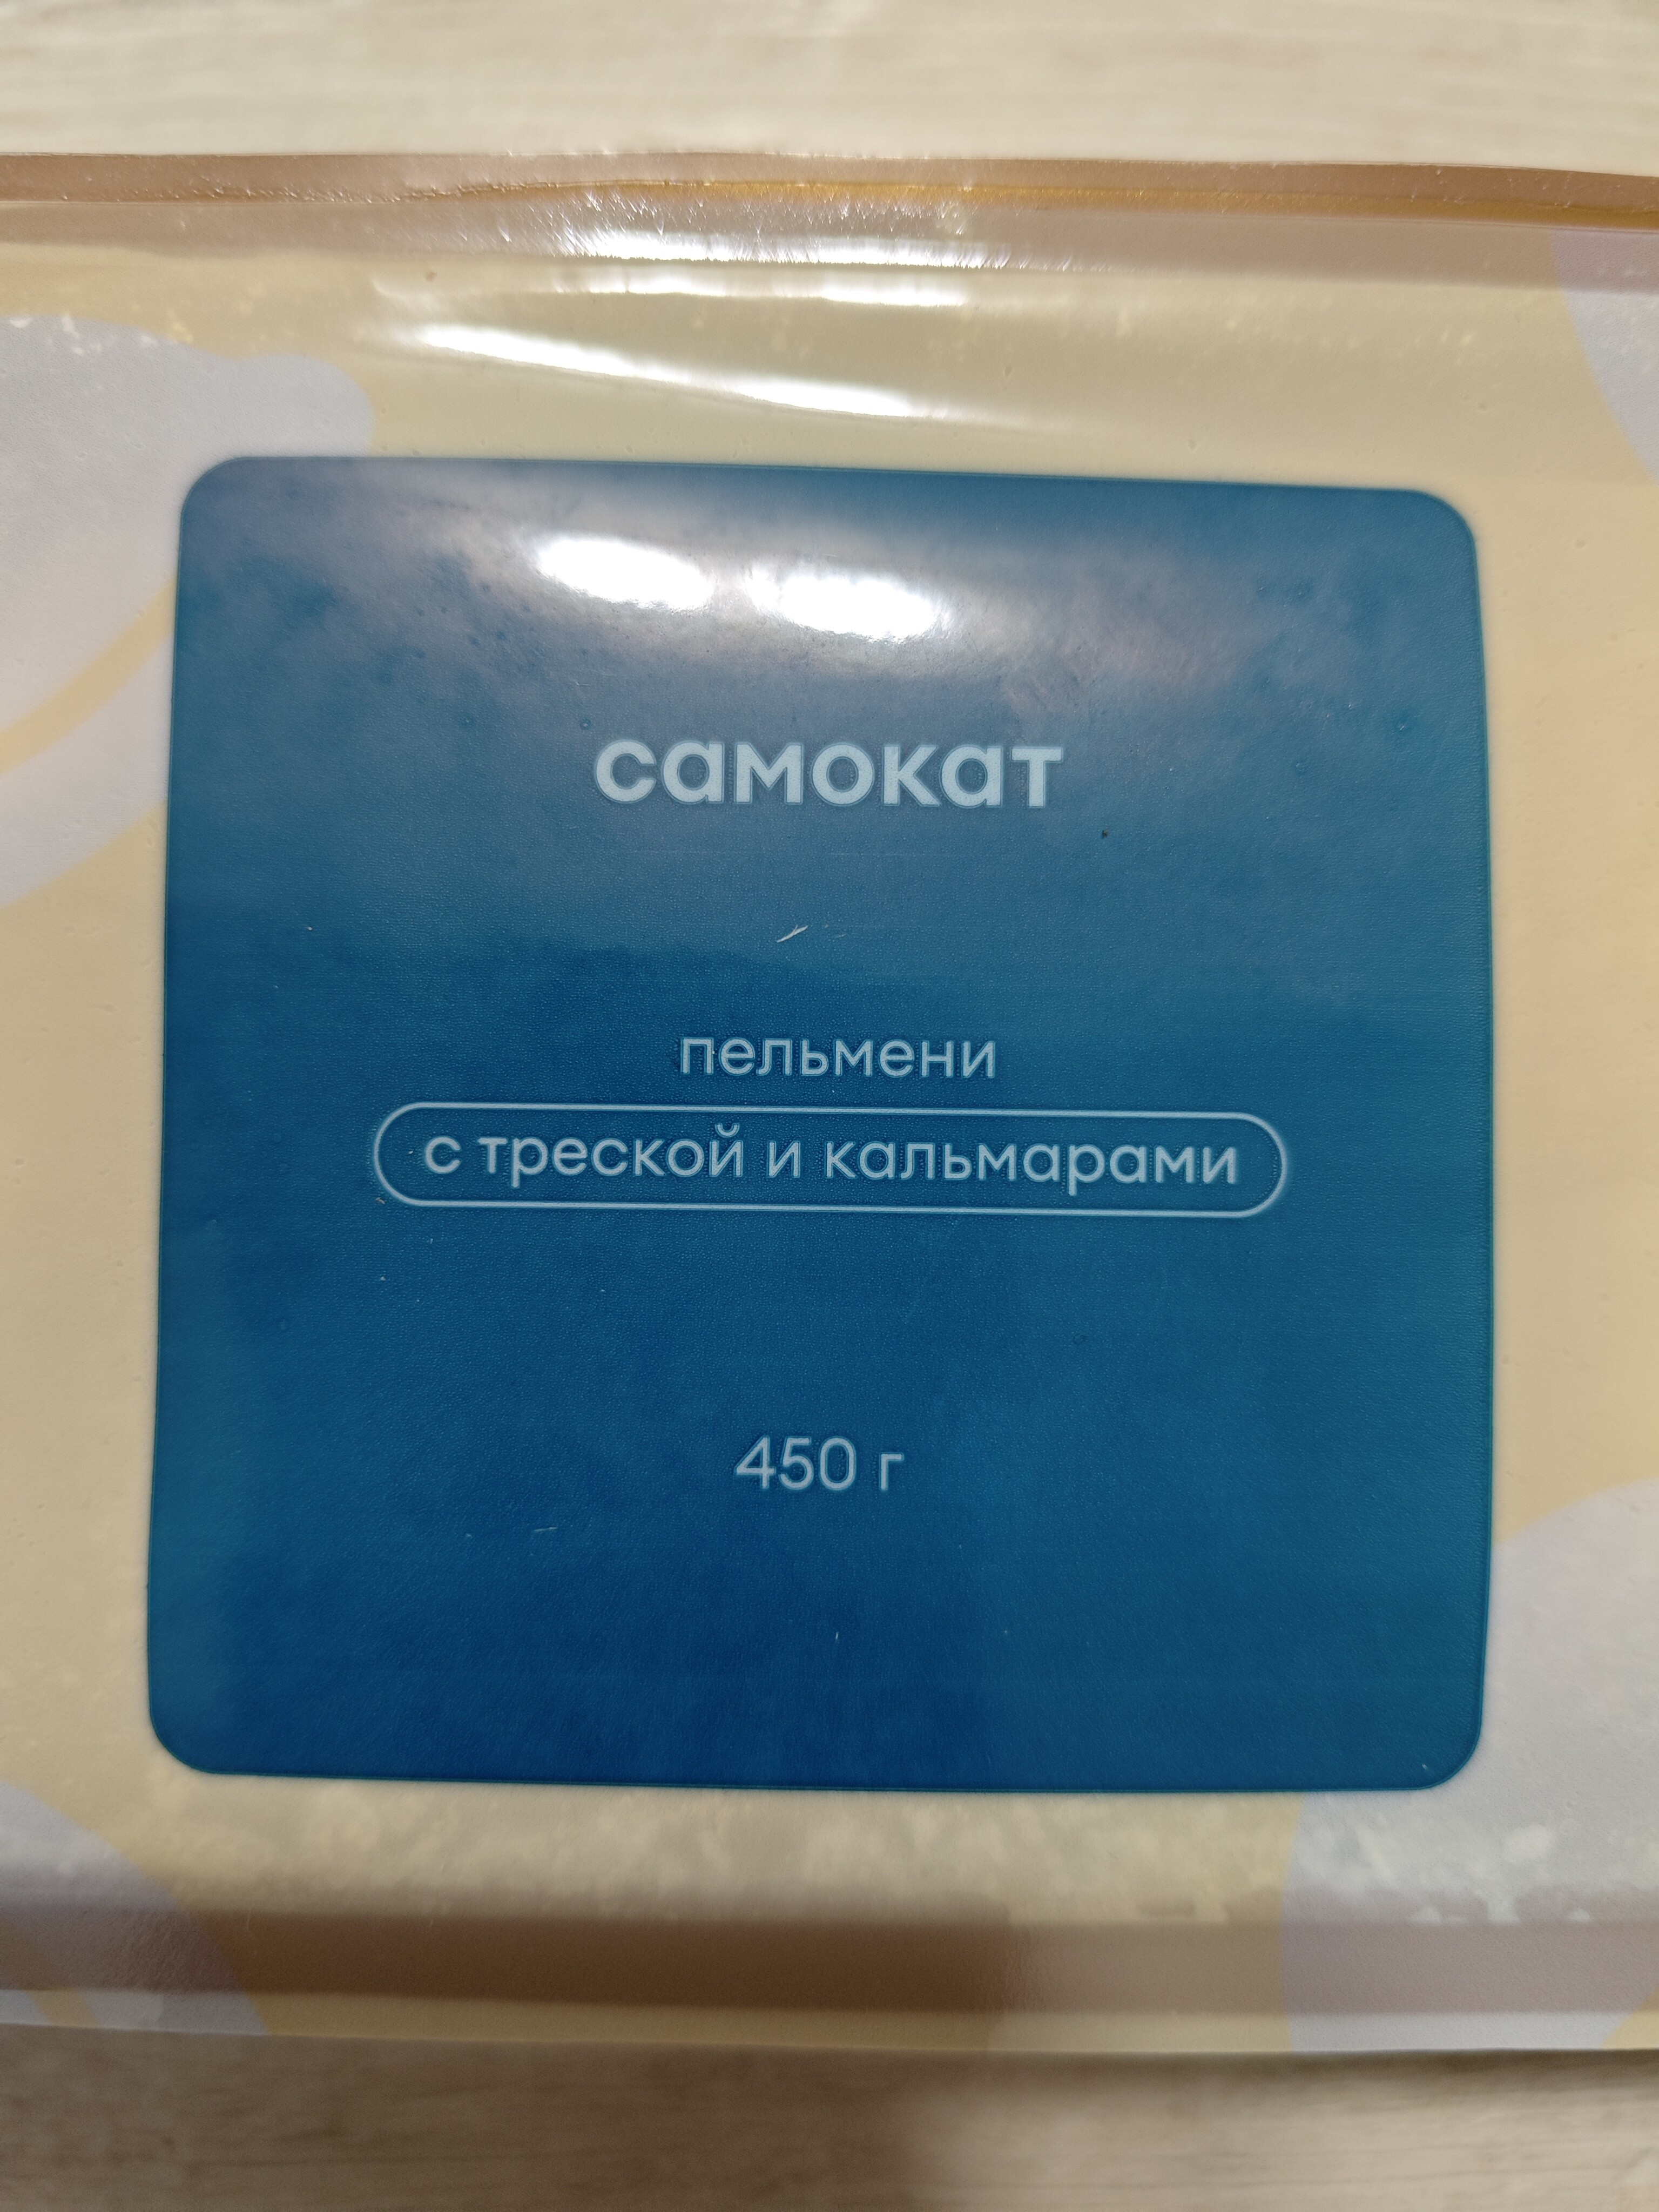 самокат
пельмени
с треской и кальмарами
450 г